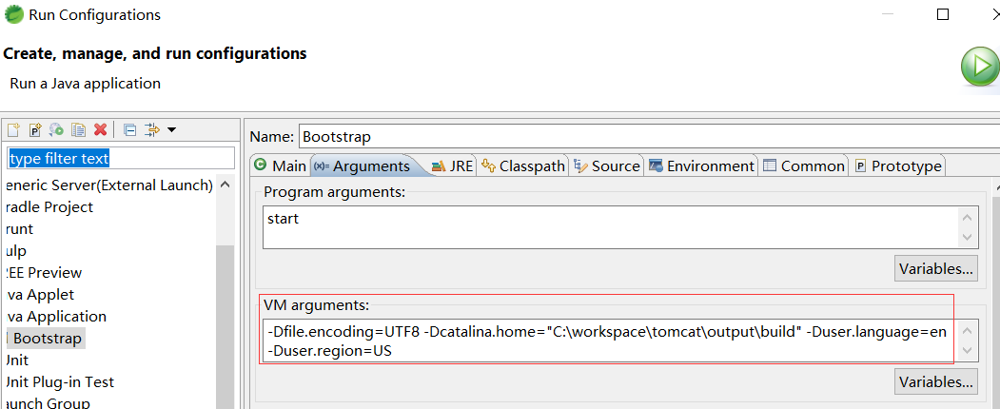 Run Configurations
Create, manage, and run configurations
Run a Java application
type filter text
eneric Server(External Launch)
radle Project
runt
ulp
EE Preview
va Applet
va Application
Bootstrap
Jnit
Jnit Plug-in Test
aunch Group
Name: Bootstrap
Main (x)= Arguments JRE Classpath Source Environment Common Prototype
Program arguments:
start
Variables...
VM arguments:
-Dfile.encoding=UTF8 -Dcatalina.home="C:\workspace\tomcat\output\build" -Duser.language=en
-Duser.region=US
Variables...